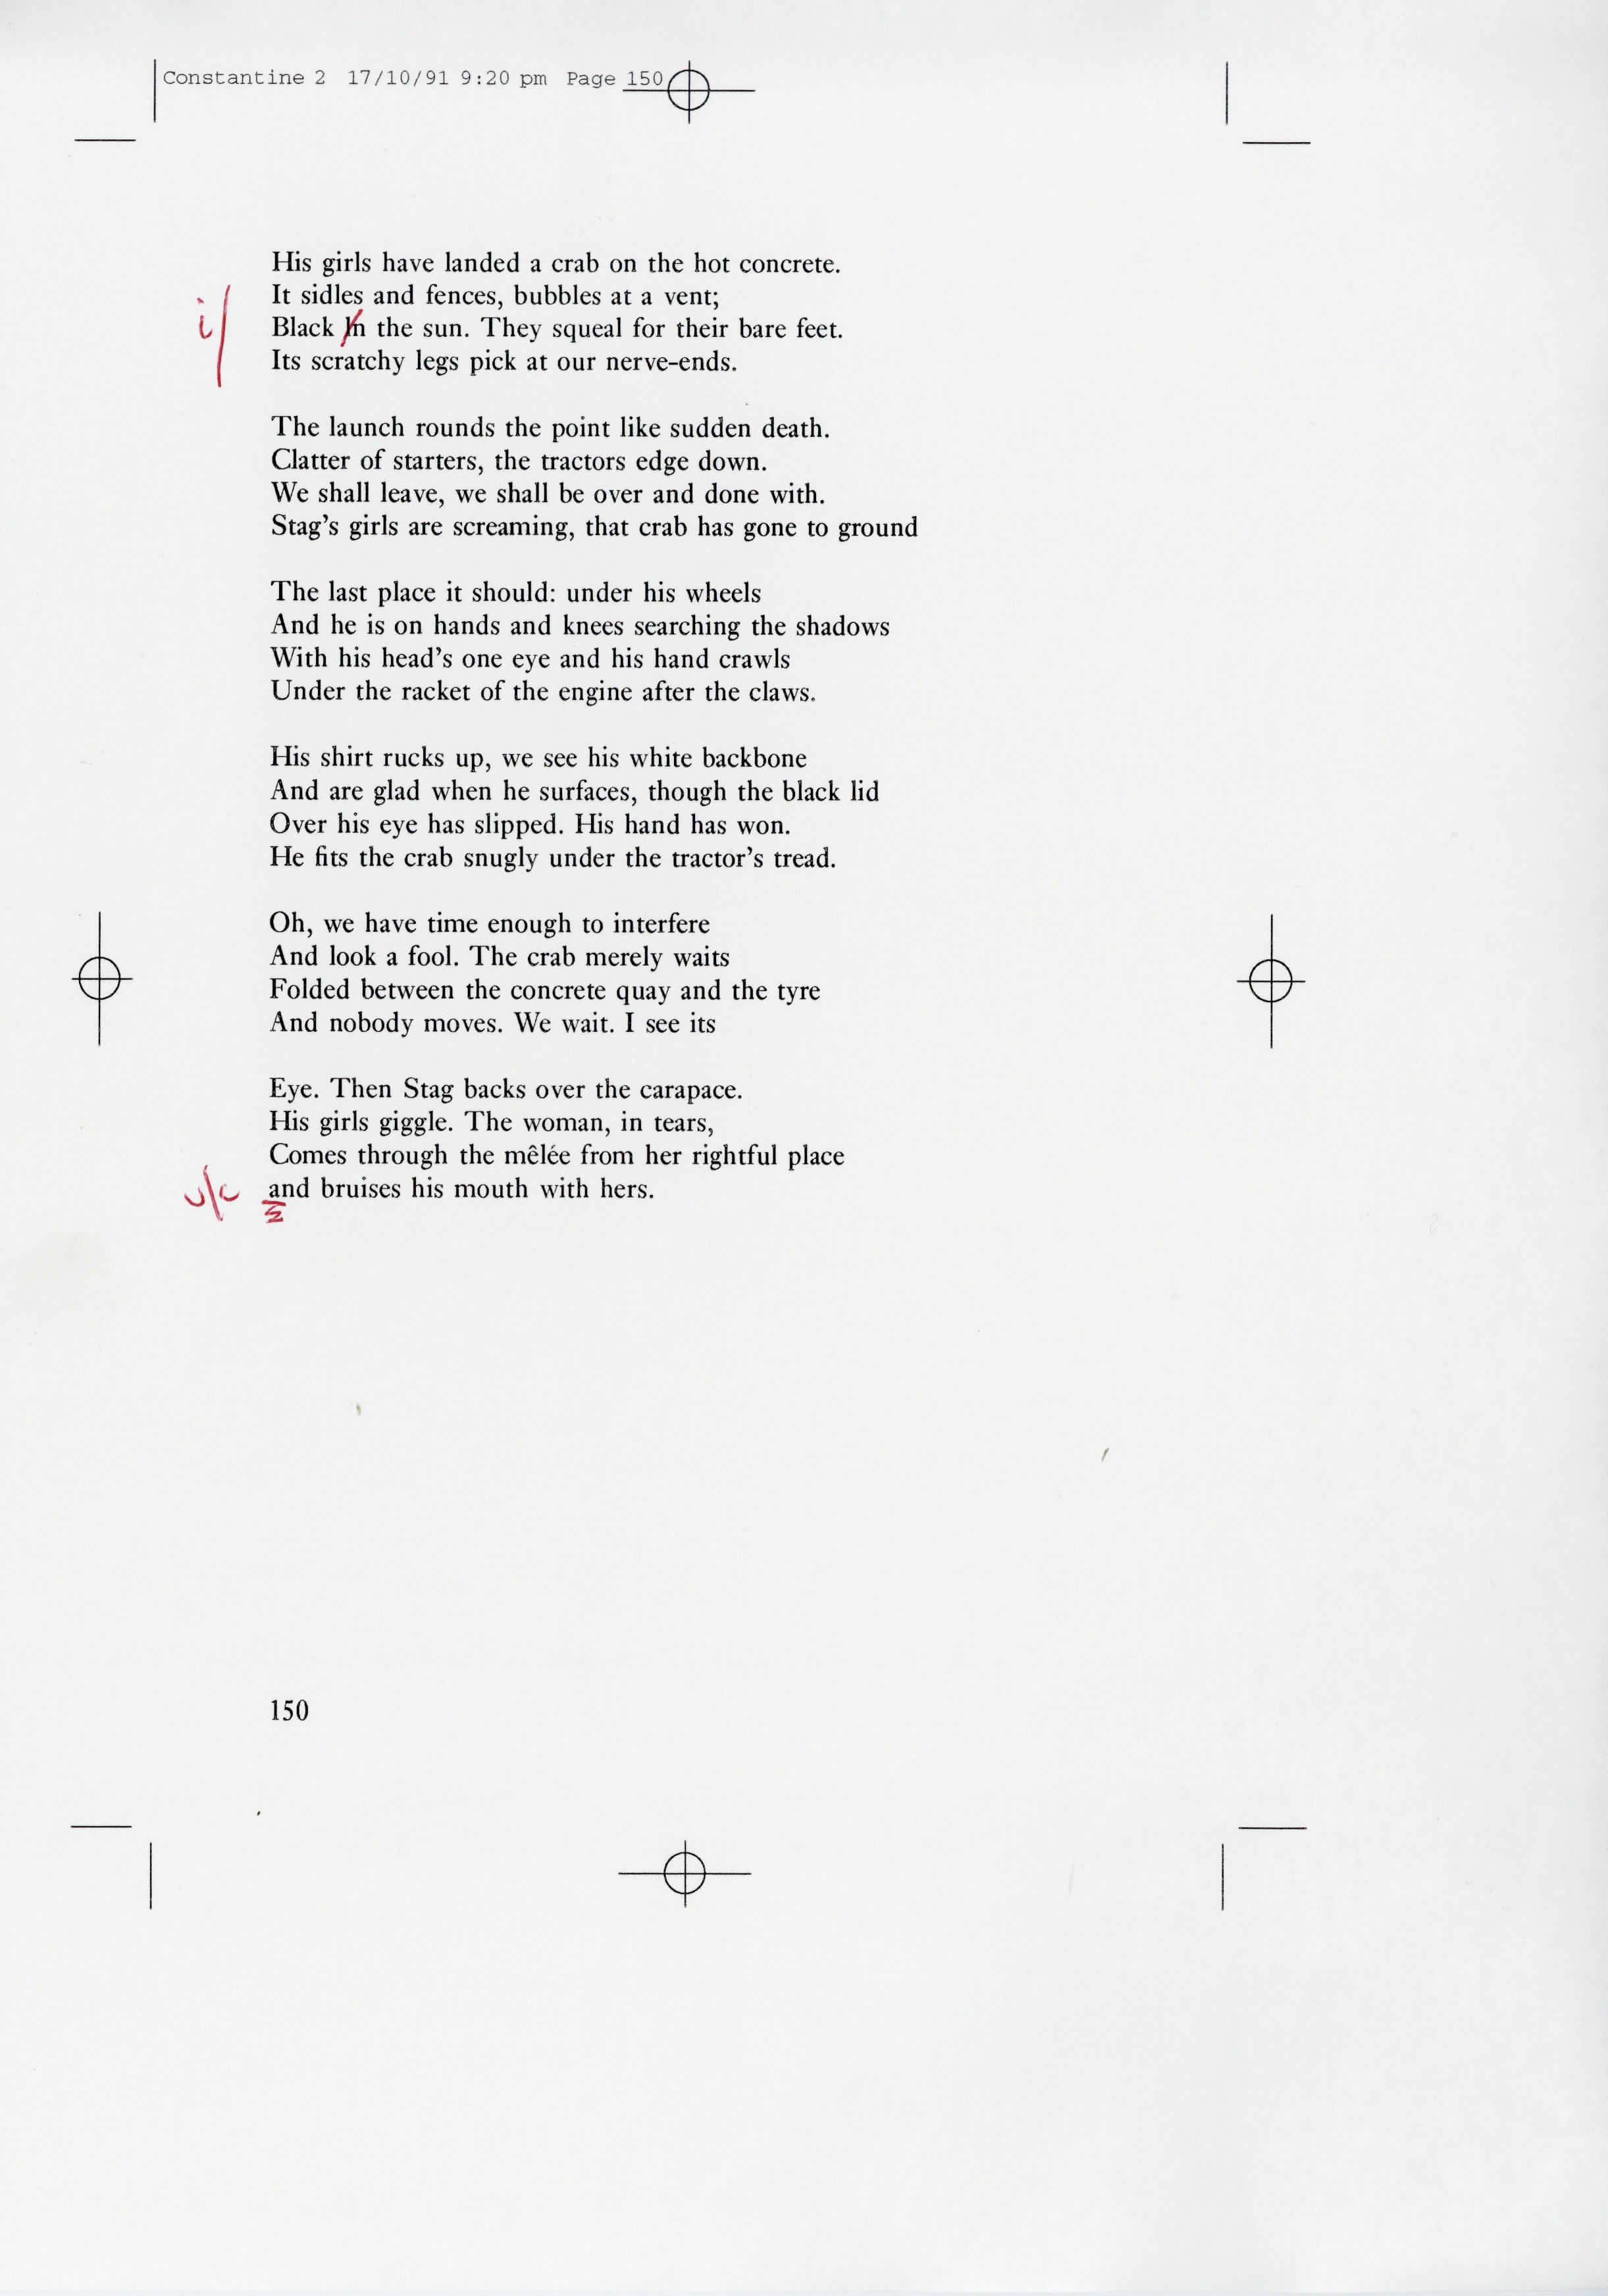 Constantine 2 17/10/91 9:20 pm Page 150
His girls have landed a crab on the hot concrete.
It sidles and fences, bubbles at a vent;
i/ Black In the sun. They squeal for their bare feet.
Its scratchy legs pick at our nerve-ends.
The launch rounds the point like sudden death.
Clatter of starters, the tractors edge down.
We shall leave, we shall be over and done with.
Stag's girls are screaming, that crab has gone to ground
The last place it should: under his wheels
And he is on hands and knees searching the shadows
With his head's one eye and his hand crawls
Under the racket of the engine after the claws.
His shirt rucks up, we see his white backbone
And are glad when he surfaces, though the black lid
Over his eye has slipped. His hand has won.
He fits the crab snugly under the tractor's tread.
Oh, we have time enough to interfere
And look a fool. The crab merely waits
Folded between the concrete quay and the tyre
And nobody moves. We wait. I see its
Eye. Then Stag backs over the carapace.
His girls giggle. The woman, in tears,
Comes through the mêlée from her rightful place
u/c and bruises his mouth with hers.
150